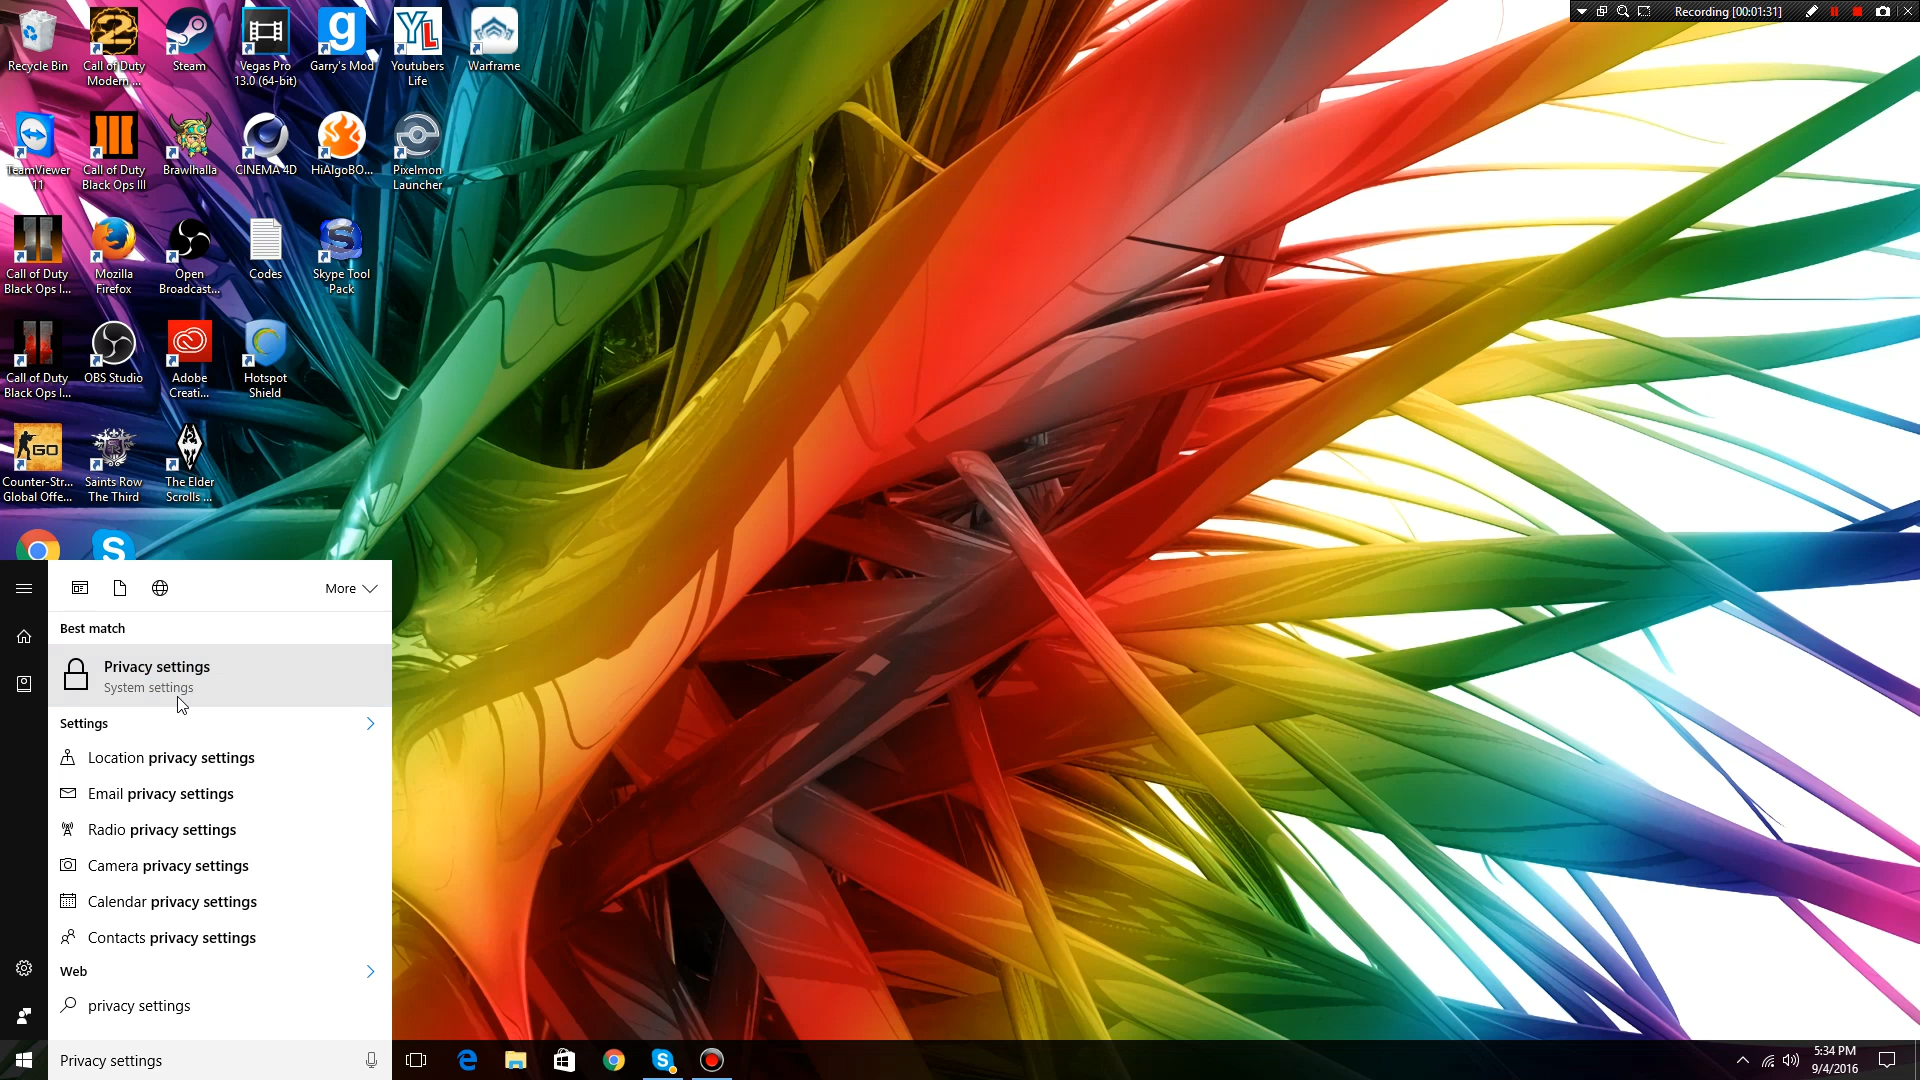 Recording [00:01:31]
Recycle Bin
Call of Duty
Modern ...
Steam
Vegas Pro
13.0 (64-bit)
Garry's Mod
YL
Youtubers
Life
Warframe
TeamViewer
11
Call of Duty
Black Ops III
Brawlhalla
CINEMA 4D
HiAlgoBO...
Pixelmon
Launcher
Call of Duty
Black Ops I...
Mozilla
Firefox
Open
Broadcast...
Codes
Skype Tool
Pack
Call of Duty
Black Ops I...
OBS Studio
Adobe
Creati...
Hotspot
Shield
GO
Counter-Str...
Global Offe...
Saints Row
The Third
The Elder
Scrolls ...
More
Best match
Privacy settings
System settings
Settings
Location privacy settings
Email privacy settings
Radio privacy settings
Camera privacy settings
Calendar privacy settings
Contacts privacy settings
Web
privacy settings
Privacy settings
5:34 PM
9/4/2016